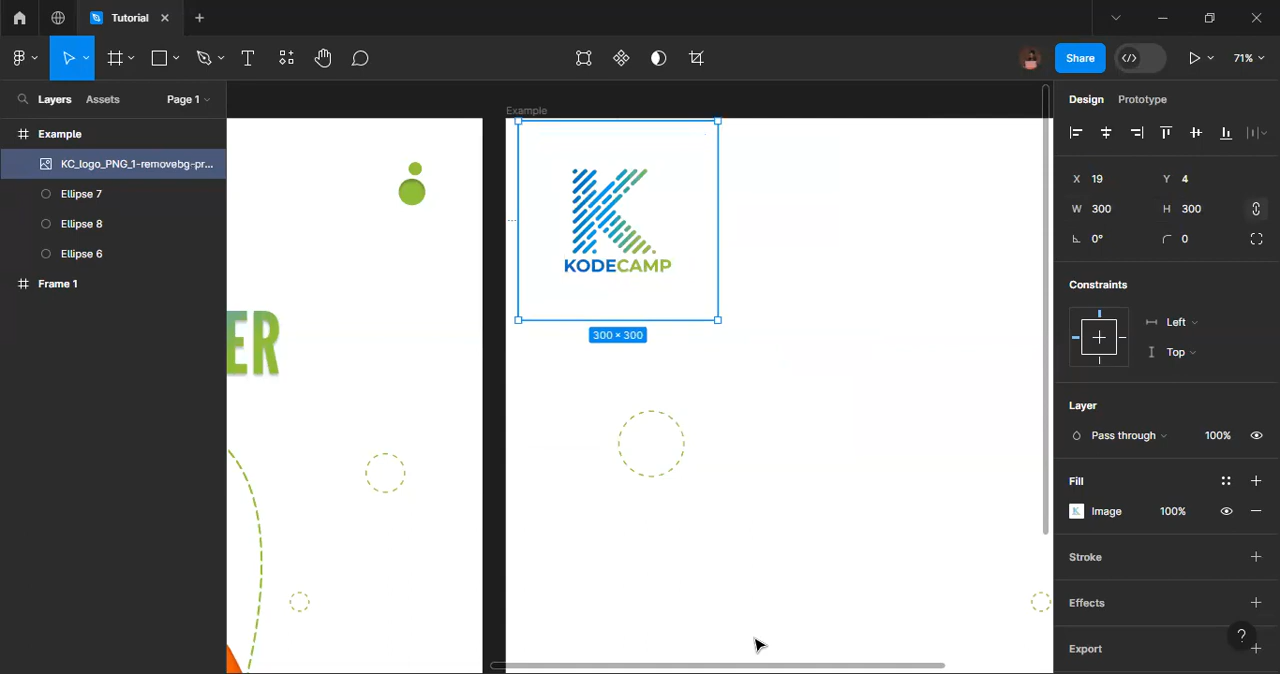 Tutorial
Share
71%
Layers
Assets
Page 1
Example
KC_logo_PNG_1-removebg-pr...
Ellipse 7
Ellipse 8
Ellipse 6
Frame 1
Example
KODECAMP
300 × 300
ER
Design
Prototype
X 19
Y 4
W 300
H 300
0°
0
Constraints
Left
Top
Layer
Pass through
100%
Fill
Image
100%
Stroke
Effects
Export
?